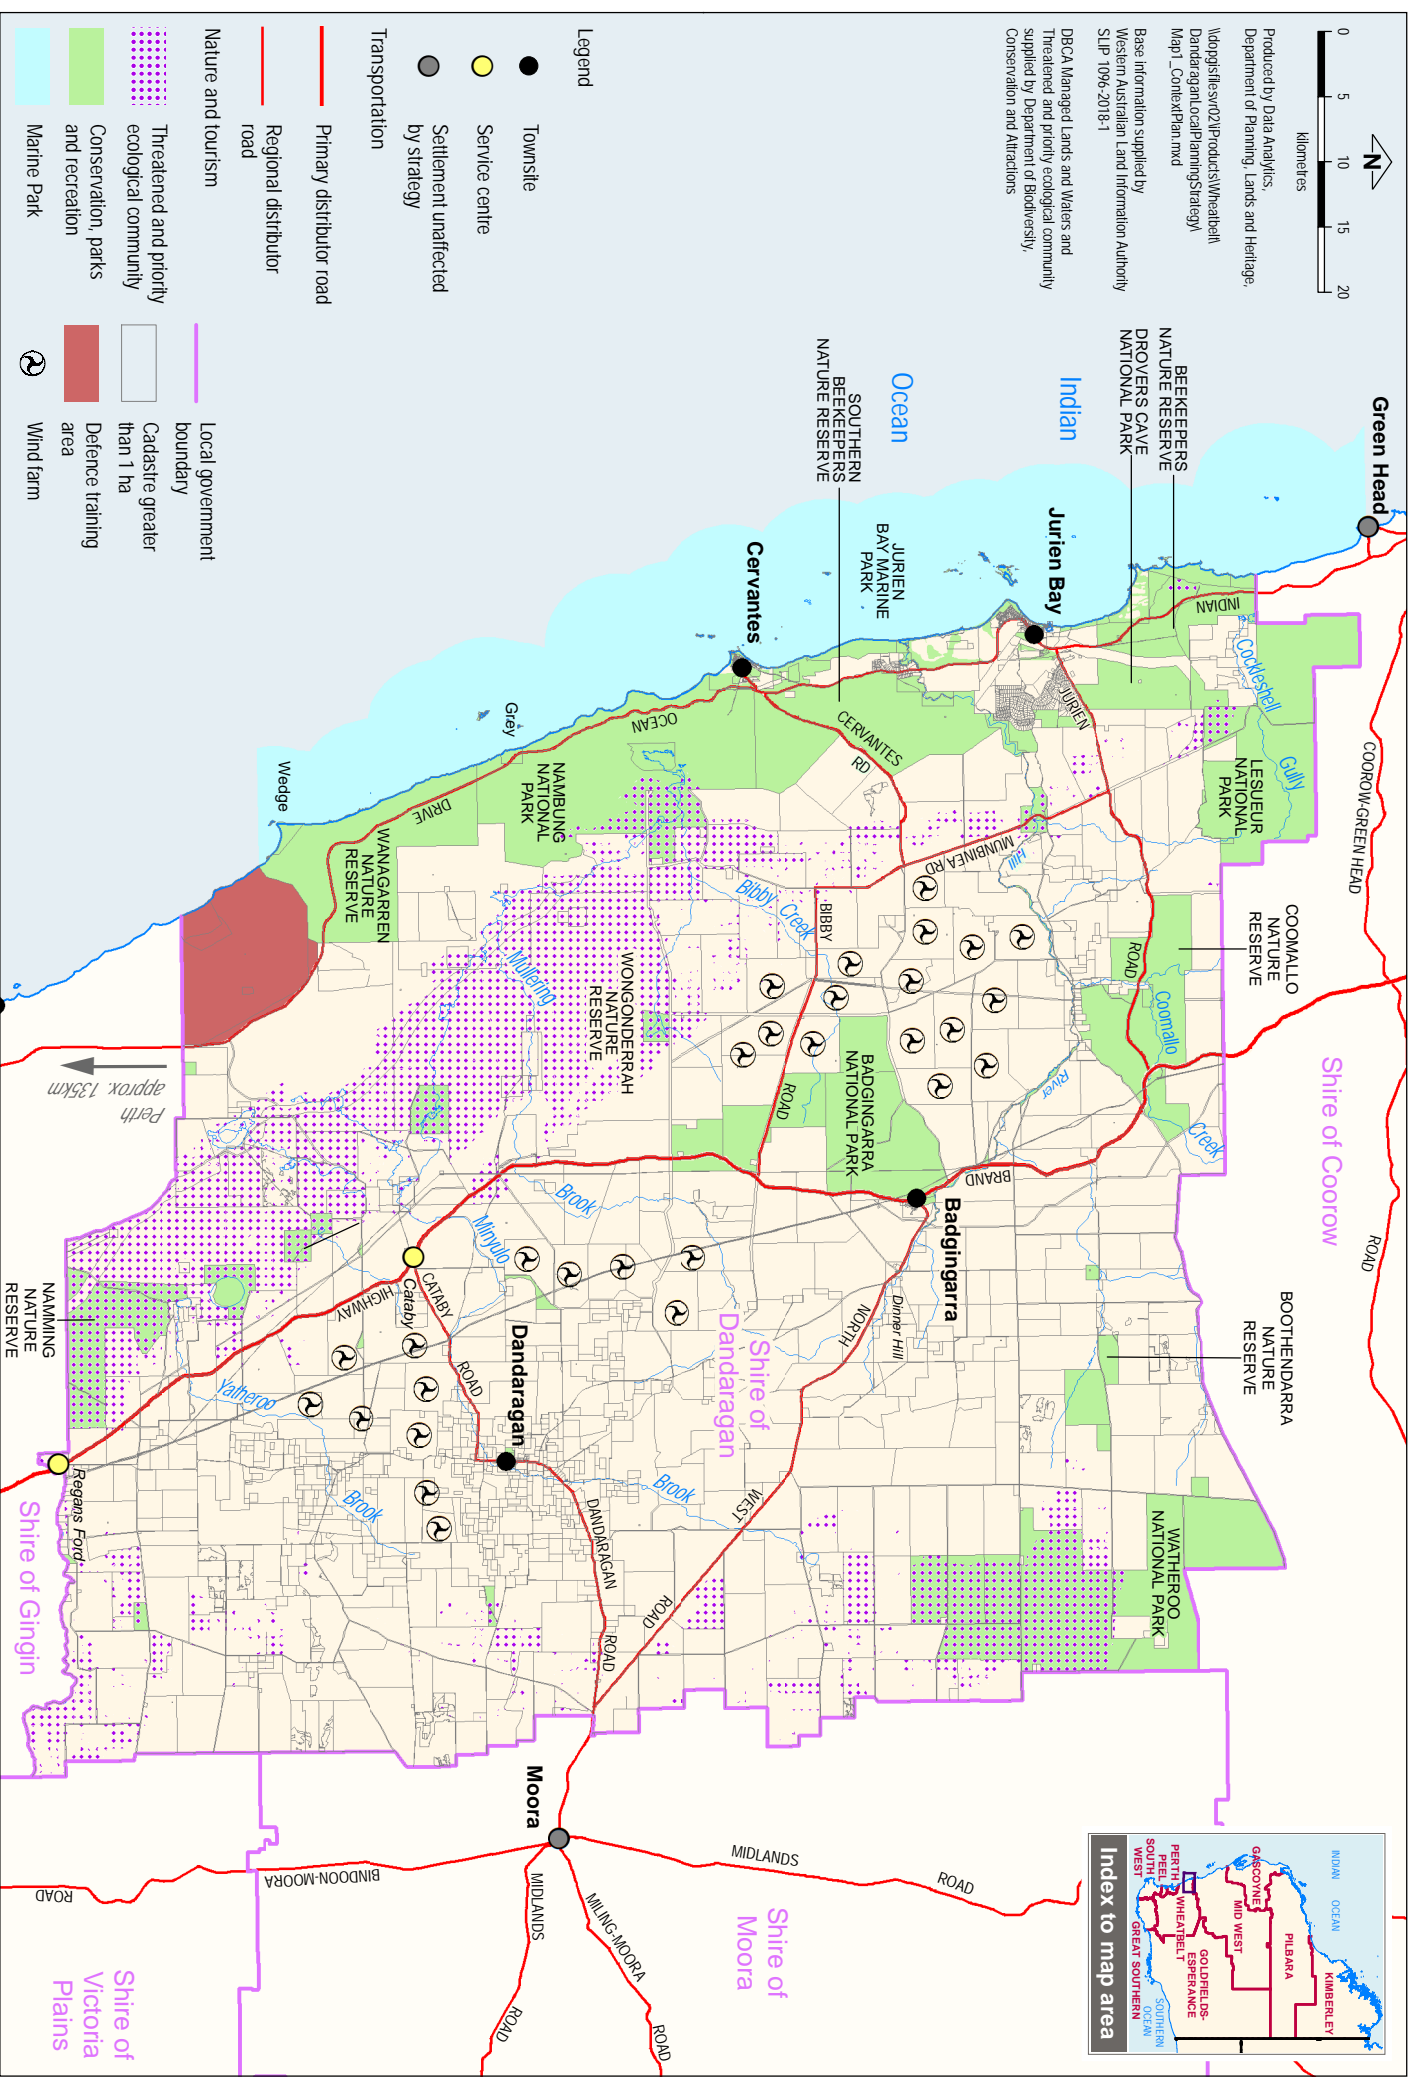 Green Head
COOROW-GREEN HEAD
ROAD
Shire of Coorow
INDIAN
OCEAN
KIMBERLEY
PILBARA
GASCOYNE
MID WEST
GOLDFIELDS-
ESPERANCE
PERTH
PEEL
WHEATBELT
SOUTH
WEST
GREAT SOUTHERN
SOUTHERN
OCEAN
Index to map area
N
0
5
10
15
20
kilometres
Produced by Data Analytics,
Department of Planning, Lands and Heritage,
\\dopgisfilesvr02\IProducts\Wheatbelt\
DandaraganLocalPlanningStrategy\
Map1_ContextPlan.mxd
Base information supplied by
Western Australian Land Information Authority
SLIP 1096-2018-1
DBCA Managed Lands and Waters and
Threatened and priority ecological community
supplied by Department of Biodiversity,
Conservation and Attractions
BEEKEEPERS
NATURE RESERVE
DROVERS CAVE
NATIONAL PARK
Indian
Ocean
SOUTHERN
BEEKEEPERS
NATURE RESERVE
JURIEN
BAY MARINE
PARK
Jurien Bay
Cervantes
INDIAN
OCEAN
DRIVE
Cockleshell
Gully
LESUEUR
NATIONAL
PARK
COOMALLO
NATURE
RESERVE
BOOTHENDARRA
NATURE
RESERVE
WATHEROO
NATIONAL PARK
JURIEN
ROAD
Coomallo
Creek
Hill
River
MUNBINEA RD
CERVANTES
RD
Bibby
Creek
BIBBY
ROAD
BADGINGARRA
NATIONAL PARK
BRAND
Badgingarra
Dinner Hill
NORTH
WEST
ROAD
Grey
Wedge
NAMBUNG
NATIONAL
PARK
WANAGARREN
NATURE
RESERVE
WONGONDERRAH
NATURE
RESERVE
Mullering
Brook
Minyulo
Brook
Shire of
Dandaragan
CATABY
Cataby
ROAD
HIGHWAY
Dandaragan
DANDARAGAN
ROAD
Yatheroo
Brook
Perth
approx. 135km
NAMMING
NATURE
RESERVE
Regans Ford
Shire of Gingin
Moora
MIDLANDS
ROAD
BINDOON-MOORA
ROAD
MIDLANDS
ROAD
MILING-MOORA
ROAD
Shire of
Moora
Shire of
Victoria
Plains
Legend
Townsite
Service centre
Settlement unaffected
by strategy
Transportation
Primary distributor road
Regional distributor
road
Nature and tourism
Threatened and priority
ecological community
Conservation, parks
and recreation
Marine Park
Local government
boundary
Cadastre greater
than 1 ha
Defence training
area
Wind farm